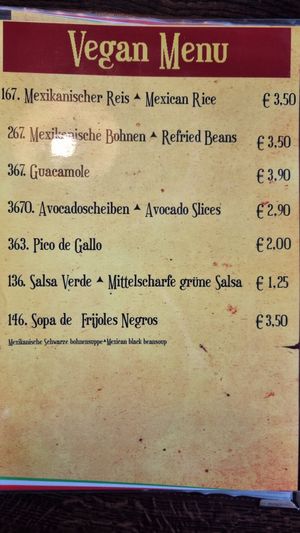 Vegan Menu
167. Mexikanischer Reis ▲ Mexican Rice € 3,50
267. Mexikanische Bohnen ▲ Refried Beans € 3,50
367. Guacamole € 3,90
3670. Avocadoscheiben ▲ Avocado Slices € 2,90
363. Pico de Gallo € 2,00
136. Salsa Verde ▲ Mittelscharfe grüne Salsa € 1,25
146. Sopa de Frijoles Negros € 3,50
Mexikanische Schwarze bohnensuppe▲Mexican black beansoup